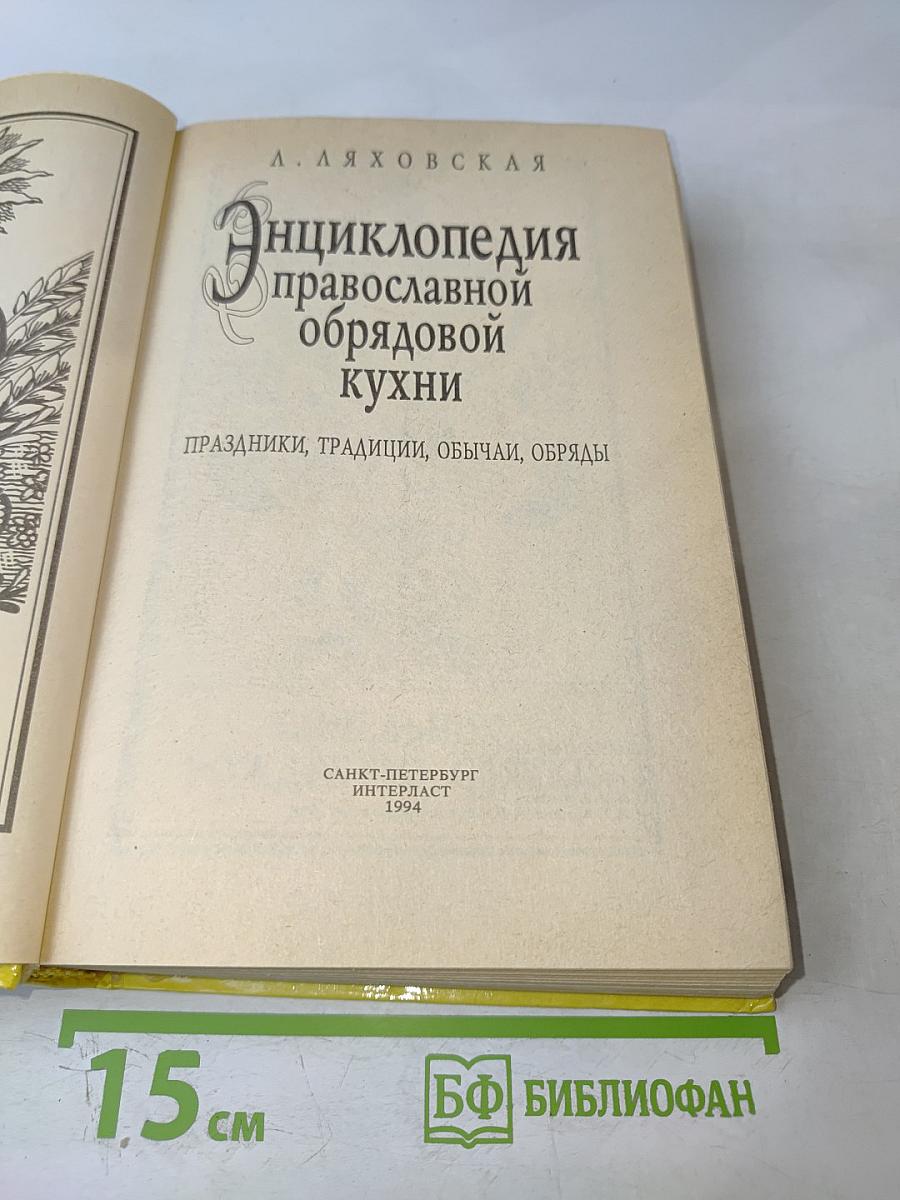 Л. ЛЯХОВСКАЯ
Энциклопедия
православной
обрядовой
кухни
ПРАЗДНИКИ, ТРАДИЦИИ, ОБЫЧАИ, ОБРЯДЫ
САНКТ-ПЕТЕРБУРГ
ИНТЕРЛАСТ
1994
15 см
БФ БИБЛИОФАН